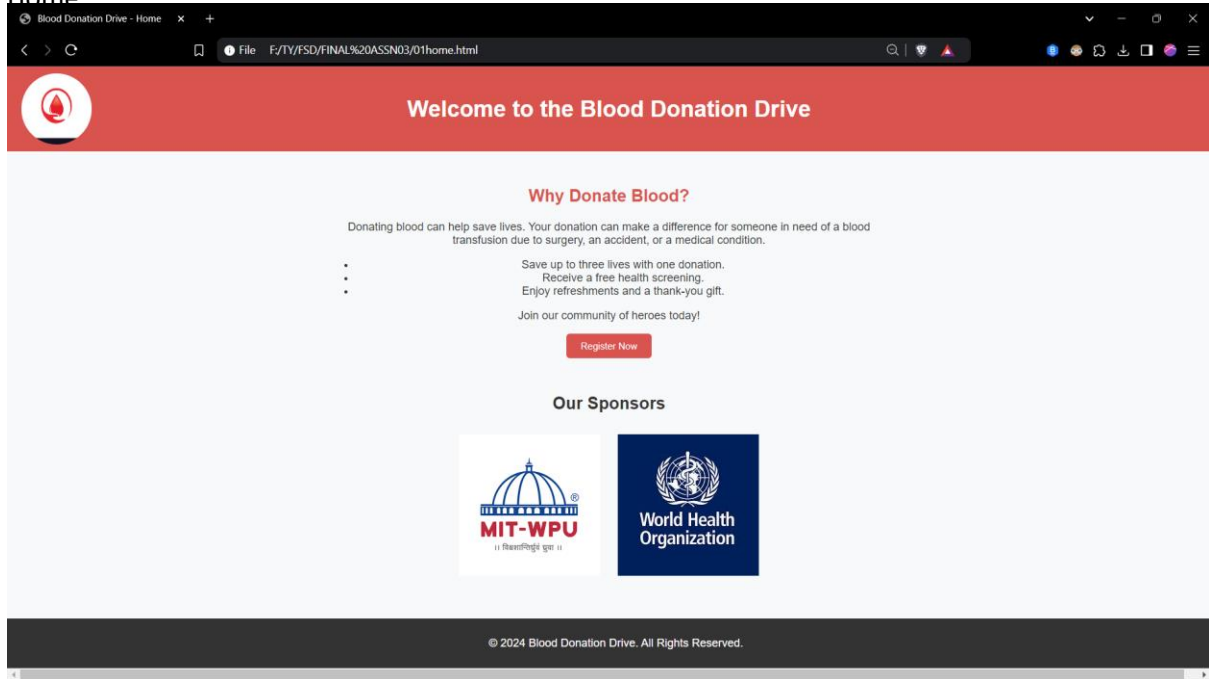 Home
Blood Donation Drive - Home
File F:/TY/FSD/FINAL%20ASSN03/01home.html
Welcome to the Blood Donation Drive
Why Donate Blood?
Donating blood can help save lives. Your donation can make a difference for someone in need of a blood
transfusion due to surgery, an accident, or a medical condition.
• Save up to three lives with one donation.
• Receive a free health screening.
• Enjoy refreshments and a thank-you gift.
Join our community of heroes today!
Register Now
Our Sponsors
®
MIT-WPU
World Health
Organization
© 2024 Blood Donation Drive. All Rights Reserved.